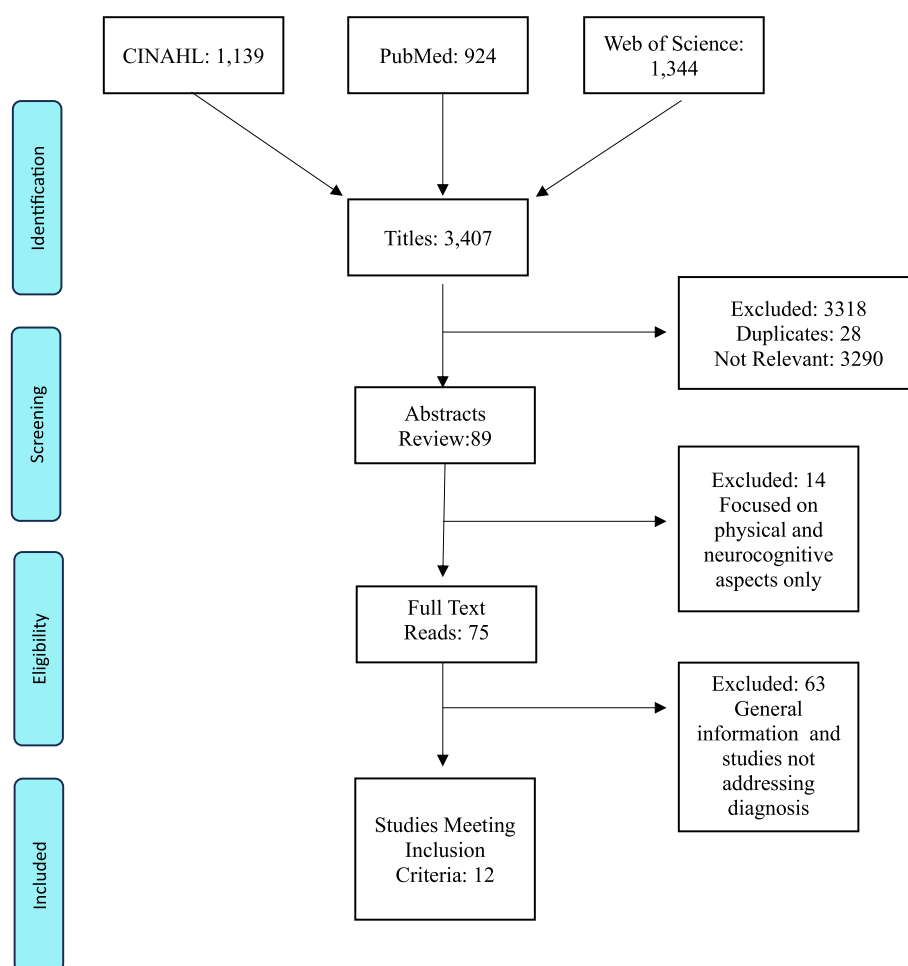 CINAHL: 1,139
PubMed: 924
Web of Science:
1,344
Identification
Titles: 3,407
Excluded: 3318
Duplicates: 28
Not Relevant: 3290
Screening
Abstracts
Review:89
Excluded: 14
Focused on
physical and
neurocognitive
aspects only
Eligibility
Full Text
Reads: 75
Excluded: 63
General
information and
studies not
addressing
diagnosis
Included
Studies Meeting
Inclusion
Criteria: 12